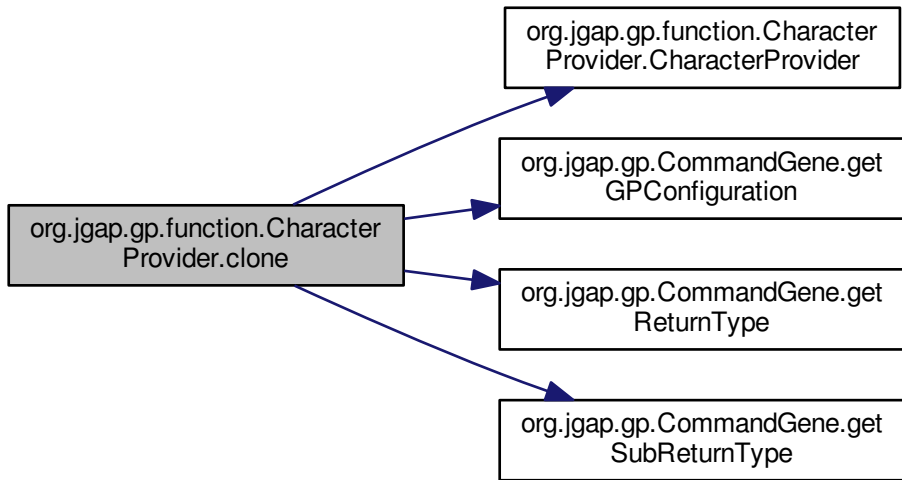 org.jgap.gp.function.Character
Provider.CharacterProvider
org.jgap.gp.CommandGene.get
GPConfiguration
org.jgap.gp.function.Character
Provider.clone
org.jgap.gp.CommandGene.get
ReturnType
org.jgap.gp.CommandGene.get
SubReturnType